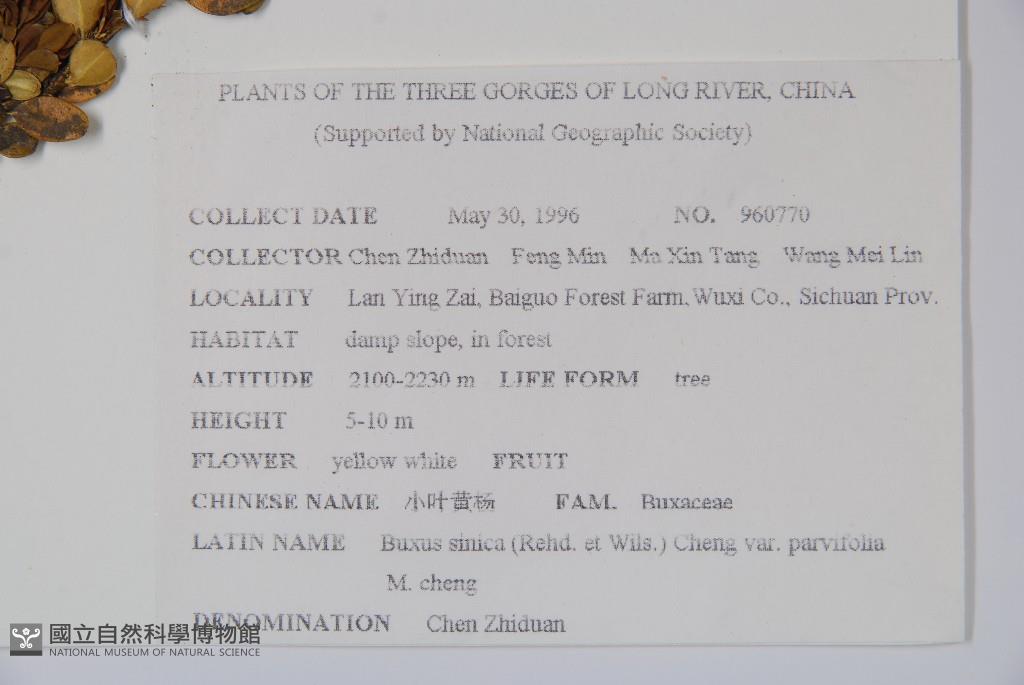 PLANTS OF THE THREE GORGES OF LONG RIVER, CHINA
(Supported by National Geographic Society)
COLLECT DATE May 30, 1996 NO. 960770
COLLECTOR Chen Zhiduan Feng Min Ma Xin Tang Wang Mei Lin
LOCALITY Lan Ying Zai, Baiguo Forest Farm, Wuxi Co., Sichuan Prov.
HABITAT damp slope, in forest
ALTITUDE 2100-2230 m LIFE FORM tree
HEIGHT 5-10 m
FLOWER yellow white FRUIT
CHINESE NAME 小叶黄杨 FAM. Buxaceae
LATIN NAME Buxus sinica (Rehd. et Wils.) Cheng var. parvifolia
M. cheng
DENOMINATION Chen Zhiduan
國立自然科學博物館
NATIONAL MUSEUM OF NATURAL SCIENCE